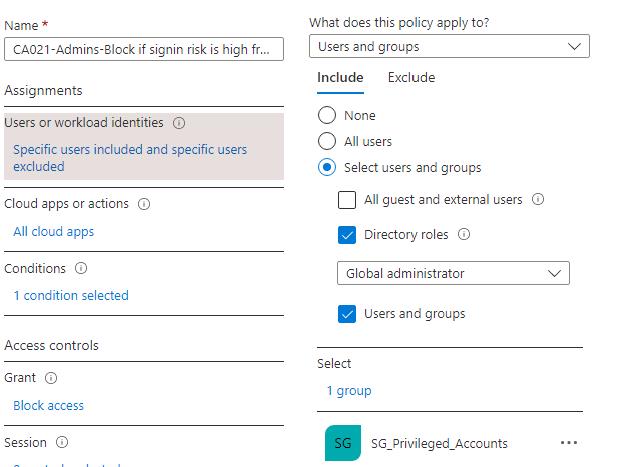 Name *
CA021-Admins-Block if signin risk is high fr...
Assignments
Users or workload identities
Specific users included and specific users
excluded
Cloud apps or actions
All cloud apps
Conditions
1 condition selected
Access controls
Grant
Block access
Session
What does this policy apply to?
Users and groups
Include Exclude
None
All users
Select users and groups
All guest and external users
Directory roles
Global administrator
Users and groups
Select
1 group
SG SG_Privileged_Accounts